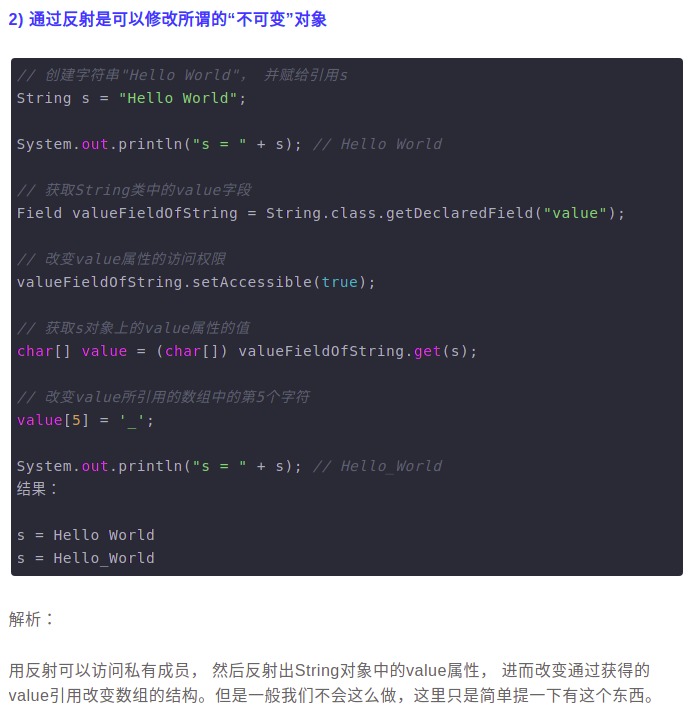 2) 通过反射是可以修改所谓的“不可变”对象
// 创建字符串"Hello World"， 并赋给引用s
String s = "Hello World";
System.out.println("s = " + s); // Hello World
// 获取String类中的value字段
Field valueFieldOfString = String.class.getDeclaredField("value");
// 改变value属性的访问权限
valueFieldOfString.setAccessible(true);
// 获取s对象上的value属性的值
char[] value = (char[]) valueFieldOfString.get(s);
// 改变value所引用的数组中的第5个字符
value[5] = '_';
System.out.println("s = " + s); // Hello_World
结果：
s = Hello World
s = Hello_World
解析：
用反射可以访问私有成员， 然后反射出String对象中的value属性， 进而改变通过获得的
value引用改变数组的结构。但是一般我们不会这么做，这里只是简单提一下有这个东西。